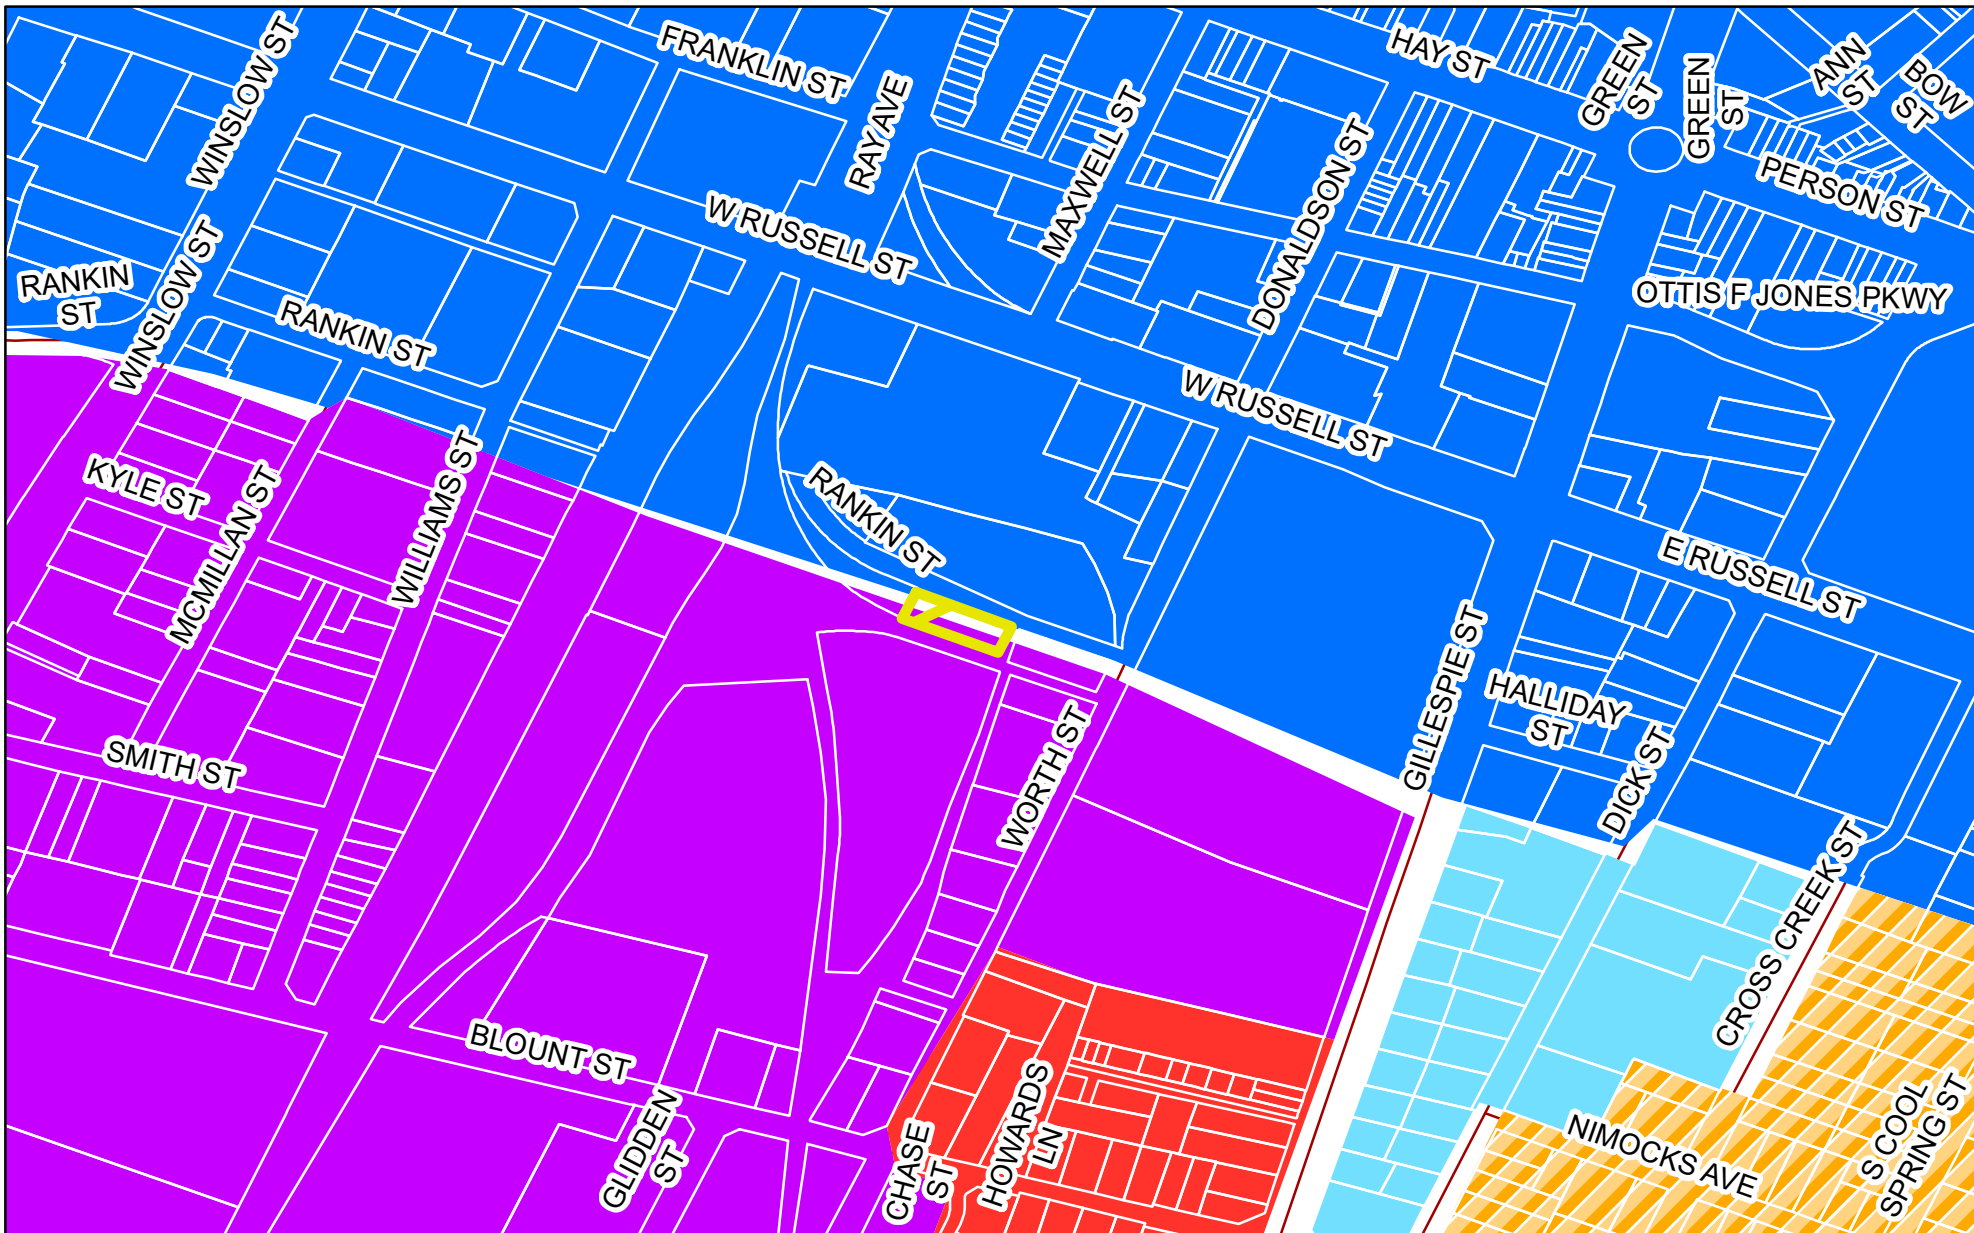 WINSLOW ST
FRANKLIN ST
RAY AVE
MAXWELL ST
HAY ST
GREEN
ST
GREEN
ST
ANN
ST
BOW
ST
PERSON ST
DONALDSON ST
W RUSSELL ST
OTTIS F JONES PKWY
RANKIN
ST
WINSLOW ST
RANKIN ST
W RUSSELL ST
KYLE ST
MCMILLAN ST
WILLIAMS ST
RANKIN ST
E RUSSELL ST
GILLESPIE ST
HALLIDAY
ST
DICK ST
SMITH ST
WORTH ST
CROSS CREEK ST
BLOUNT ST
GLIDDEN
ST
CHASE
ST
HOWARDS
LN
NIMOCKS AVE
S COOL
SPRING ST